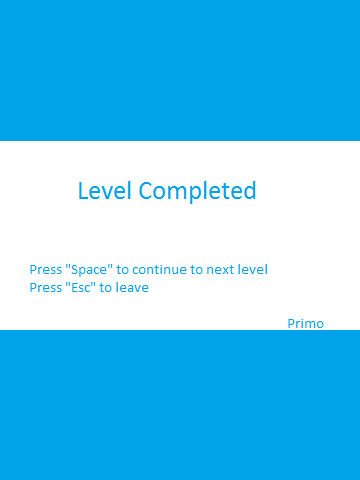 Level Completed
Press "Space" to continue to next level
Press "Esc" to leave
Primo